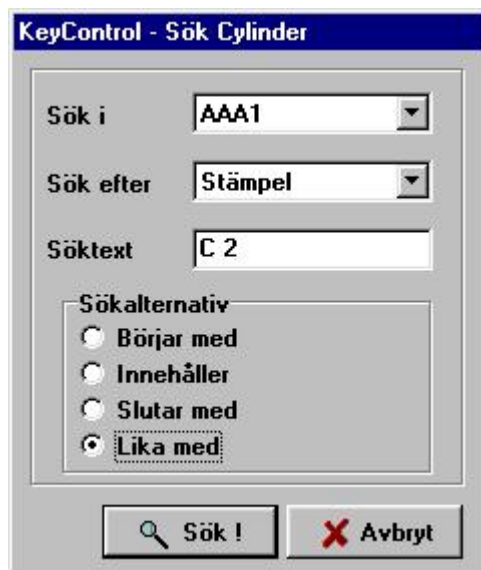 KeyControl - Sök Cylinder
Sök i AAA1
Sök efter Stämpel
Söktext C 2
Sökalternativ
Börjar med
Innehåller
Slutar med
Lika med
Sök ! Avbryt